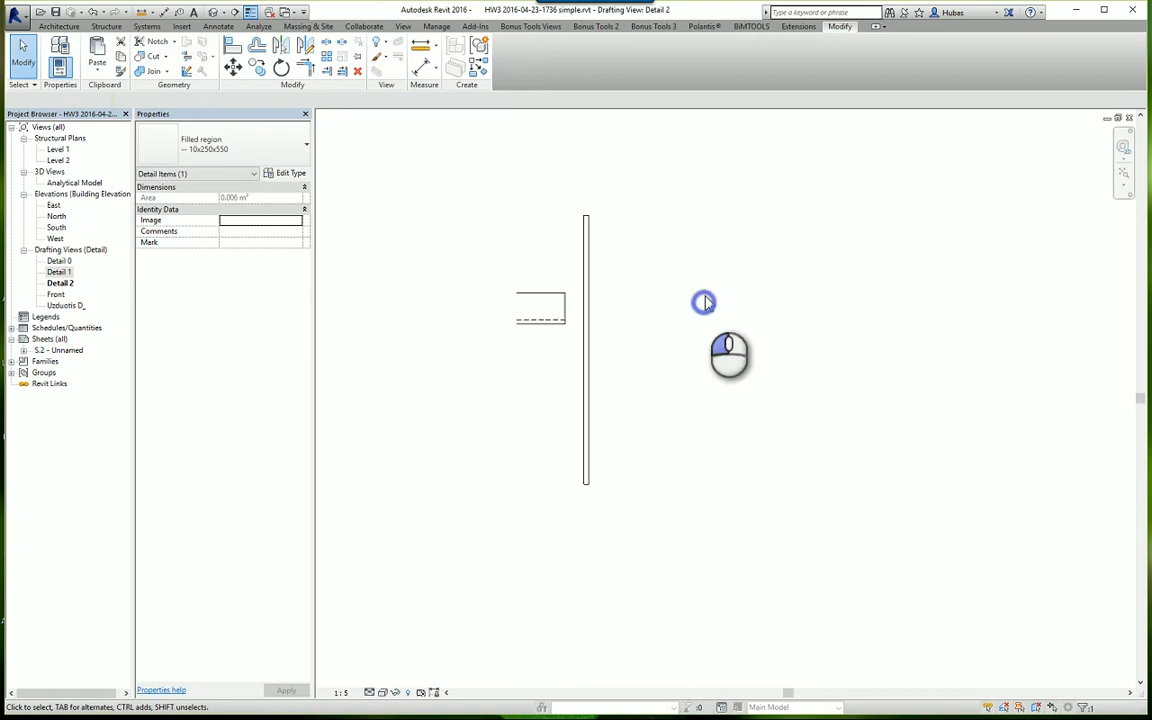 Autodesk Revit 2016 - HW3 2016-04-23-1736 simple.rvt - Drafting View: Detail 2
Type a keyword or phrase
Hubas
Architecture Structure Systems Insert Annotate Analyze Massing & Site Collaborate View Manage Add-Ins Bonus Tools Views Bonus Tools 2 Bonus Tools 3 Polantis® BiMTOOLS Extensions Modify
Modify
Paste
Notch
Cut
Join
Select Properties Clipboard Geometry Modify View Measure Create
Project Browser - HW3 2016-04-2...
Views (all)
Structural Plans
Level 1
Level 2
3D Views
Analytical Model
Elevations (Building Elevation
East
North
South
West
Drafting Views (Detail)
Detail 0
Detail 1
Detail 2
Front
Uzduotis D_
Legends
Schedules/Quantities
Sheets (all)
S.2 - Unnamed
Families
Groups
Revit Links
Properties
Filled region
-- 10x250x550
Detail Items (1)
Edit Type
Dimensions
Area 0.006 m²
Identity Data
Image
Comments
Mark
Properties help
Apply
1 : 5
Click to select, TAB for alternates, CTRL adds, SHIFT unselects.
:0
Main Model
:1